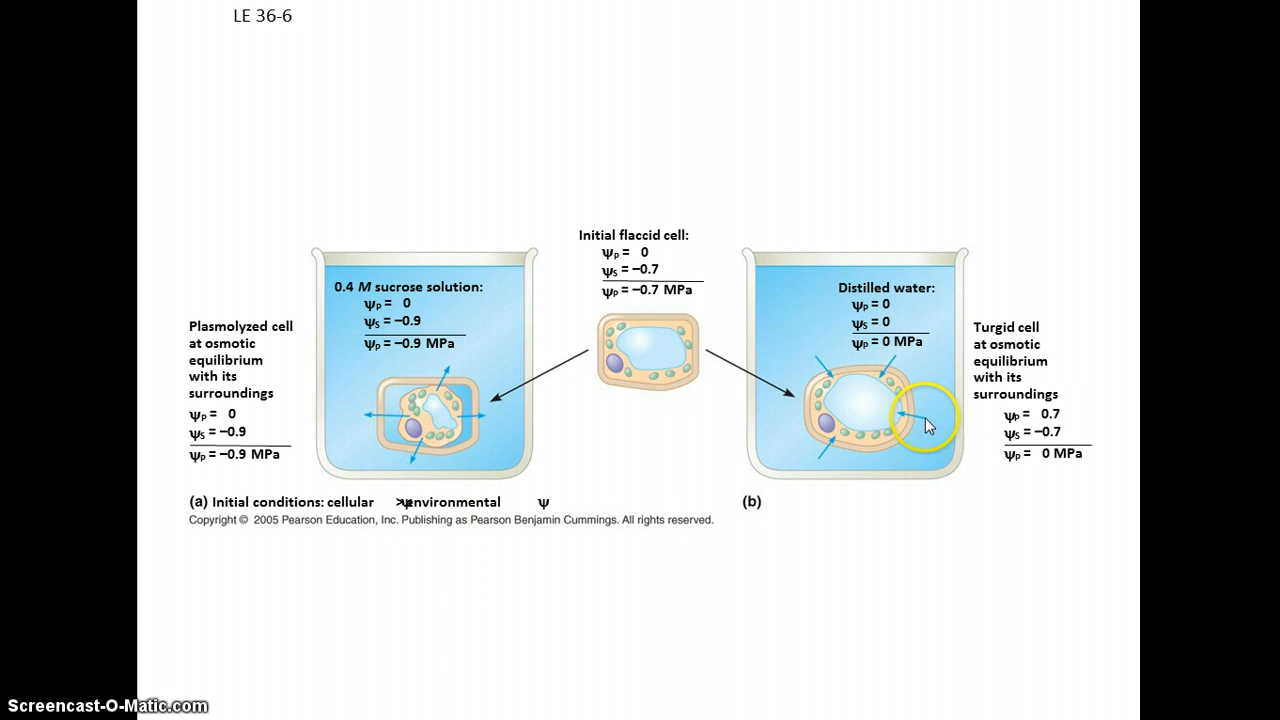 LE 36-6
Initial flaccid cell:
ψP = 0
ψS = –0.7
ψP = –0.7 MPa
0.4 M sucrose solution:
ψP = 0
ψS = –0.9
ψP = –0.9 MPa
Plasmolyzed cell
at osmotic
equilibrium
with its
surroundings
ψP = 0
ψS = –0.9
ψP = –0.9 MPa
Distilled water:
ψP = 0
ψS = 0
ψP = 0 MPa
Turgid cell
at osmotic
equilibrium
with its
surroundings
ψP = 0.7
ψS = –0.7
ψP = 0 MPa
(a) Initial conditions: cellular >ψenvironmental ψ
(b)
Copyright © 2005 Pearson Education, Inc. Publishing as Pearson Benjamin Cummings. All rights reserved.
Screencast-O-Matic.com